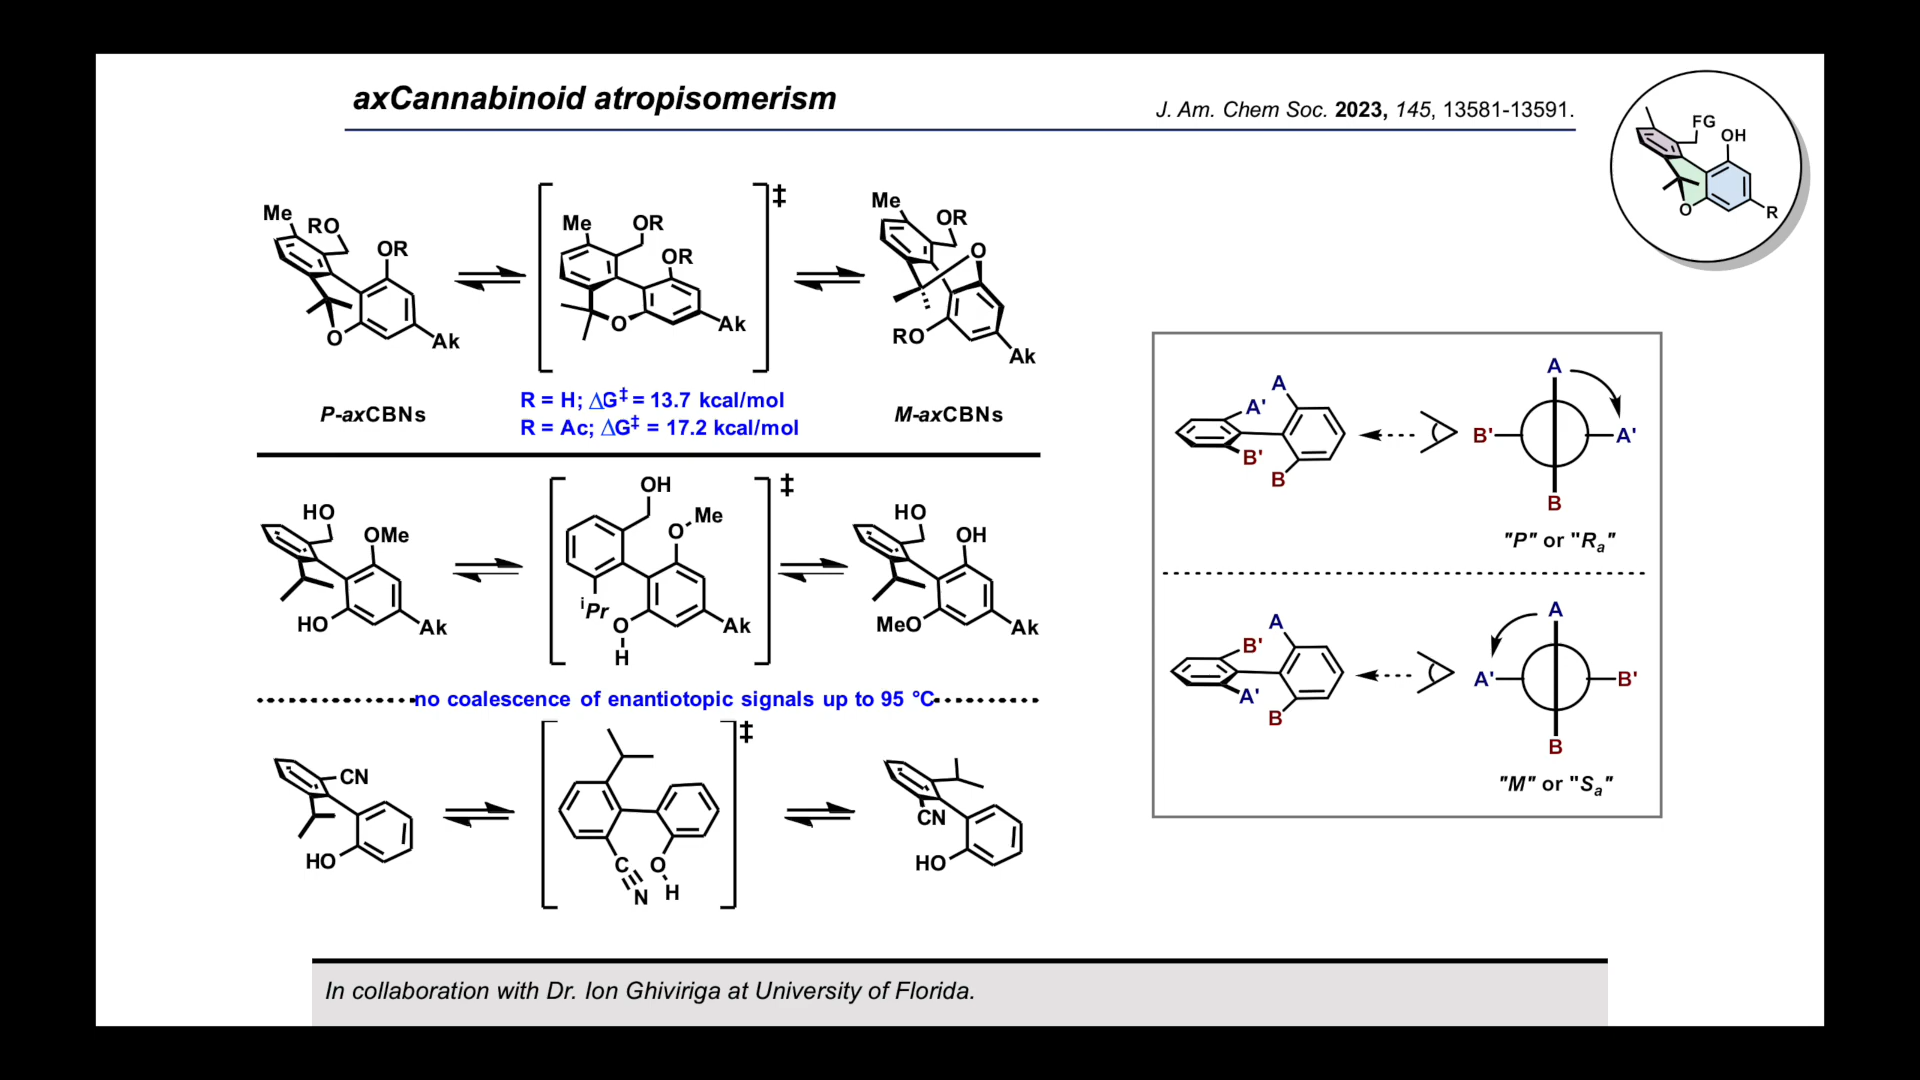 axCannabinoid atropisomerism
J. Am. Chem Soc. 2023, 145, 13581-13591.
FG
OH
O
R
Me
RO
OR
O
Ak
‡
Me
OR
OR
O
Ak
Me
OR
O
RO
Ak
P-axCBNs
R = H; ΔG‡ = 13.7 kcal/mol
R = Ac; ΔG‡ = 17.2 kcal/mol
M-axCBNs
HO
OMe
HO
Ak
‡
OH
O Me
iPr
O
H
Ak
HO
OH
MeO
Ak
no coalescence of enantiotopic signals up to 95 °C
CN
HO
‡
C
N
O
H
CN
HO
A
A'
B'
B
A
B'
A'
B
"P" or "Ra"
A
B'
A'
B
A
A'
B'
B
"M" or "Sa"
In collaboration with Dr. Ion Ghiviriga at University of Florida.